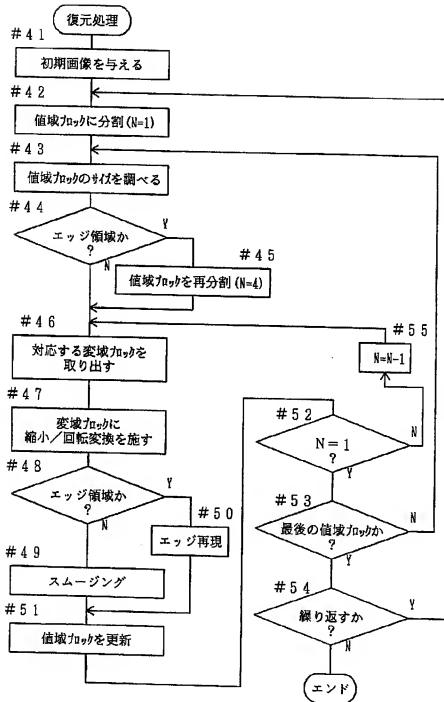 復元処理
#41
初期画像を与える
#42
値域ブロックに分割(N=1)
#43
値域ブロックのサイズを調べる
#44
エッジ領域か
?
Y
N
#45
値域ブロックを再分割(N=4)
#46
対応する変域ブロックを
取り出す
#47
変域ブロックに
縮小/回転変換を施す
#48
エッジ領域か
?
Y
N
#50
エッジ再現
#49
スムージング
#51
値域ブロックを更新
#55
N=N-1
#52
N=1
?
N
Y
#53
最後の値域ブロックか
?
N
Y
#54
繰り返すか
?
Y
N
エンド